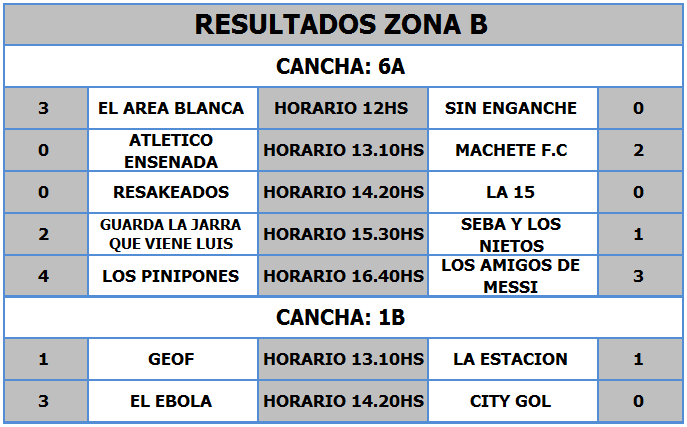 RESULTADOS ZONA B
CANCHA: 6A
3 EL AREA BLANCA HORARIO 12HS SIN ENGANCHE 0
0 ATLETICO ENSENADA HORARIO 13.10HS MACHETE F.C 2
0 RESAKEADOS HORARIO 14.20HS LA 15 0
2 GUARDA LA JARRA QUE VIENE LUIS HORARIO 15.30HS SEBA Y LOS NIETOS 1
4 LOS PINIPONES HORARIO 16.40HS LOS AMIGOS DE MESSI 3
CANCHA: 1B
1 GEOF HORARIO 13.10HS LA ESTACION 1
3 EL EBOLA HORARIO 14.20HS CITY GOL 0